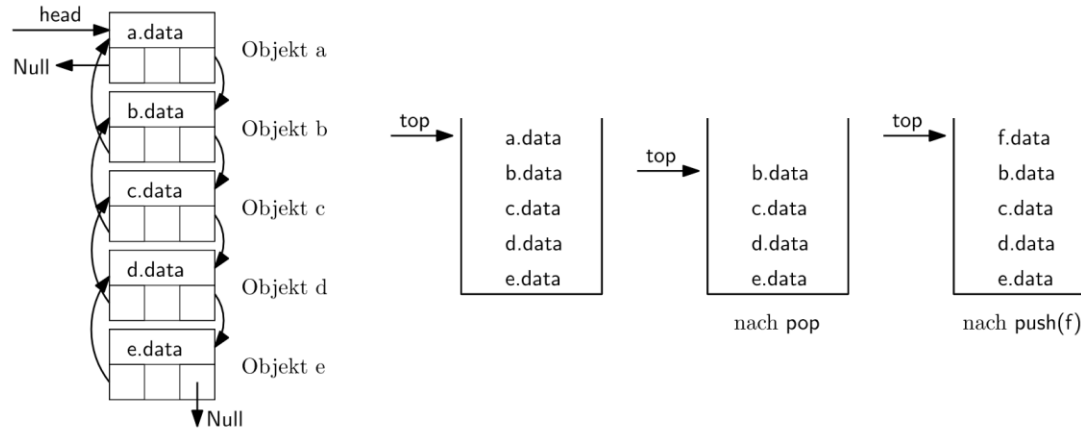 head
a.data
Objekt a
Null
b.data
Objekt b
c.data
Objekt c
d.data
Objekt d
e.data
Objekt e
Null
top
a.data
b.data
c.data
d.data
e.data
top
b.data
c.data
d.data
e.data
nach pop
top
f.data
b.data
c.data
d.data
e.data
nach push(f)